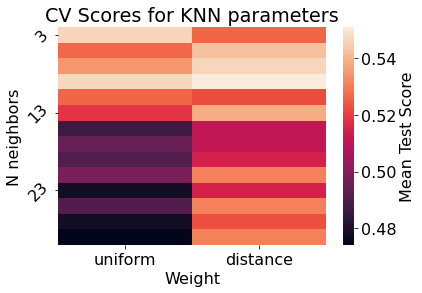 CV Scores for KNN parameters
3
13
23
N neighbors
uniform
distance
Weight
0.54
0.52
0.50
0.48
Mean Test Score